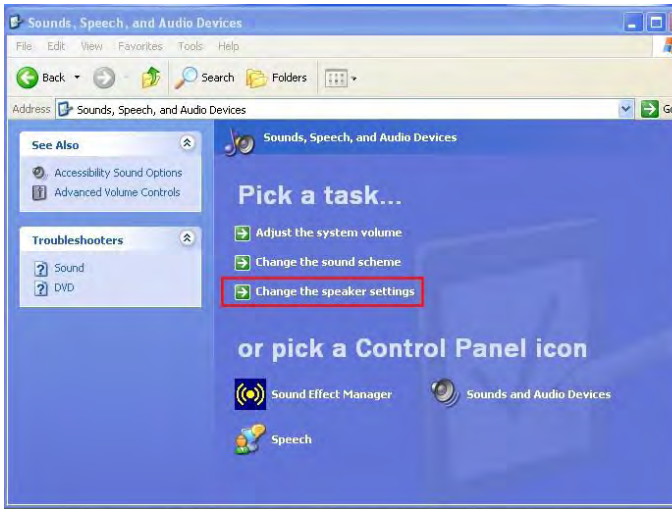 Sounds, Speech, and Audio Devices
File Edit View Favorites Tools Help
Back Search Folders
Address Sounds, Speech, and Audio Devices
See Also
Accessibility Sound Options
Advanced Volume Controls
Troubleshooters
Sound
DVD
Sounds, Speech, and Audio Devices
Pick a task...
Adjust the system volume
Change the sound scheme
Change the speaker settings
or pick a Control Panel icon
Sound Effect Manager
Sounds and Audio Devices
Speech